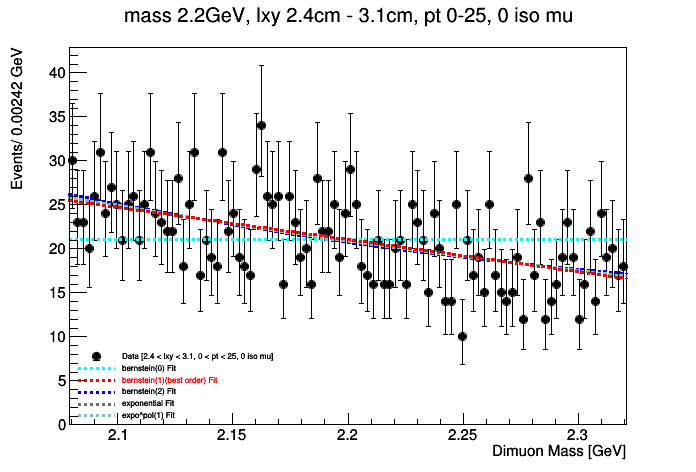 mass 2.2GeV, lxy 2.4cm - 3.1cm, pt 0-25, 0 iso mu
Events/ 0.00242 GeV
40
35
30
25
20
15
10
5
0
Data [2.4 < lxy < 3.1, 0 < pt < 25, 0 iso mu]
bernstein(0) Fit
bernstein(1)(best order) Fit
bernstein(2) Fit
exponential Fit
expo*pol(1) Fit
2.1 2.15 2.2 2.25 2.3
Dimuon Mass [GeV]